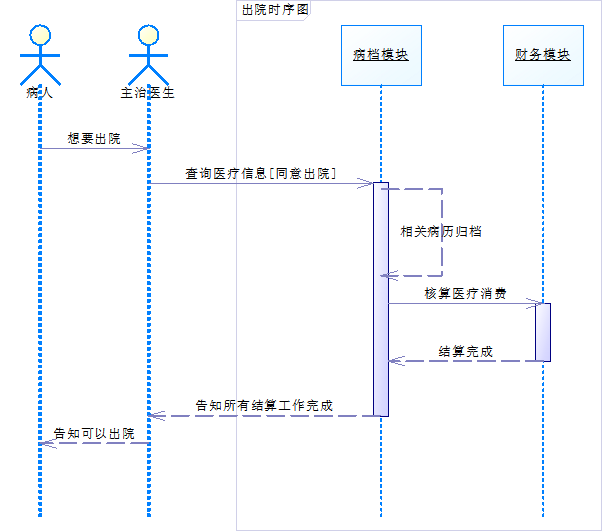 出院时序图
病档模块
财务模块
病人
主治医生
想要出院
查询医疗信息[同意出院]
相关病历归档
核算医疗消费
结算完成
告知所有结算工作完成
告知可以出院